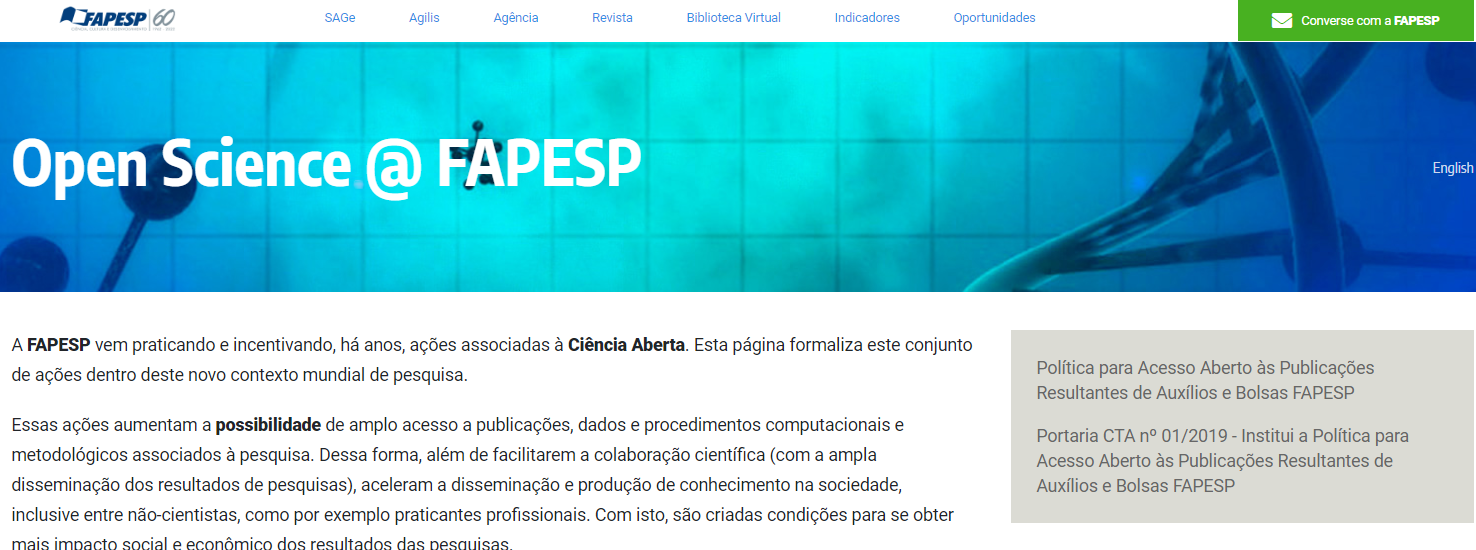 FAPESP 60
SAGe Agilis Agência Revista Biblioteca Virtual Indicadores Oportunidades
Converse com a FAPESP
Open Science @ FAPESP
English
A FAPESP vem praticando e incentivando, há anos, ações associadas à Ciência Aberta. Esta página formaliza este conjunto
de ações dentro deste novo contexto mundial de pesquisa.
Essas ações aumentam a possibilidade de amplo acesso a publicações, dados e procedimentos computacionais e
metodológicos associados à pesquisa. Dessa forma, além de facilitarem a colaboração científica (com a ampla
disseminação dos resultados de pesquisas), aceleram a disseminação e produção de conhecimento na sociedade,
inclusive entre não-cientistas, como por exemplo praticantes profissionais. Com isto, são criadas condições para se obter
mais impacto social e econômico dos resultados das pesquisas.
Política para Acesso Aberto às Publicações
Resultantes de Auxílios e Bolsas FAPESP
Portaria CTA nº 01/2019 - Institui a Política para
Acesso Aberto às Publicações Resultantes de
Auxílios e Bolsas FAPESP